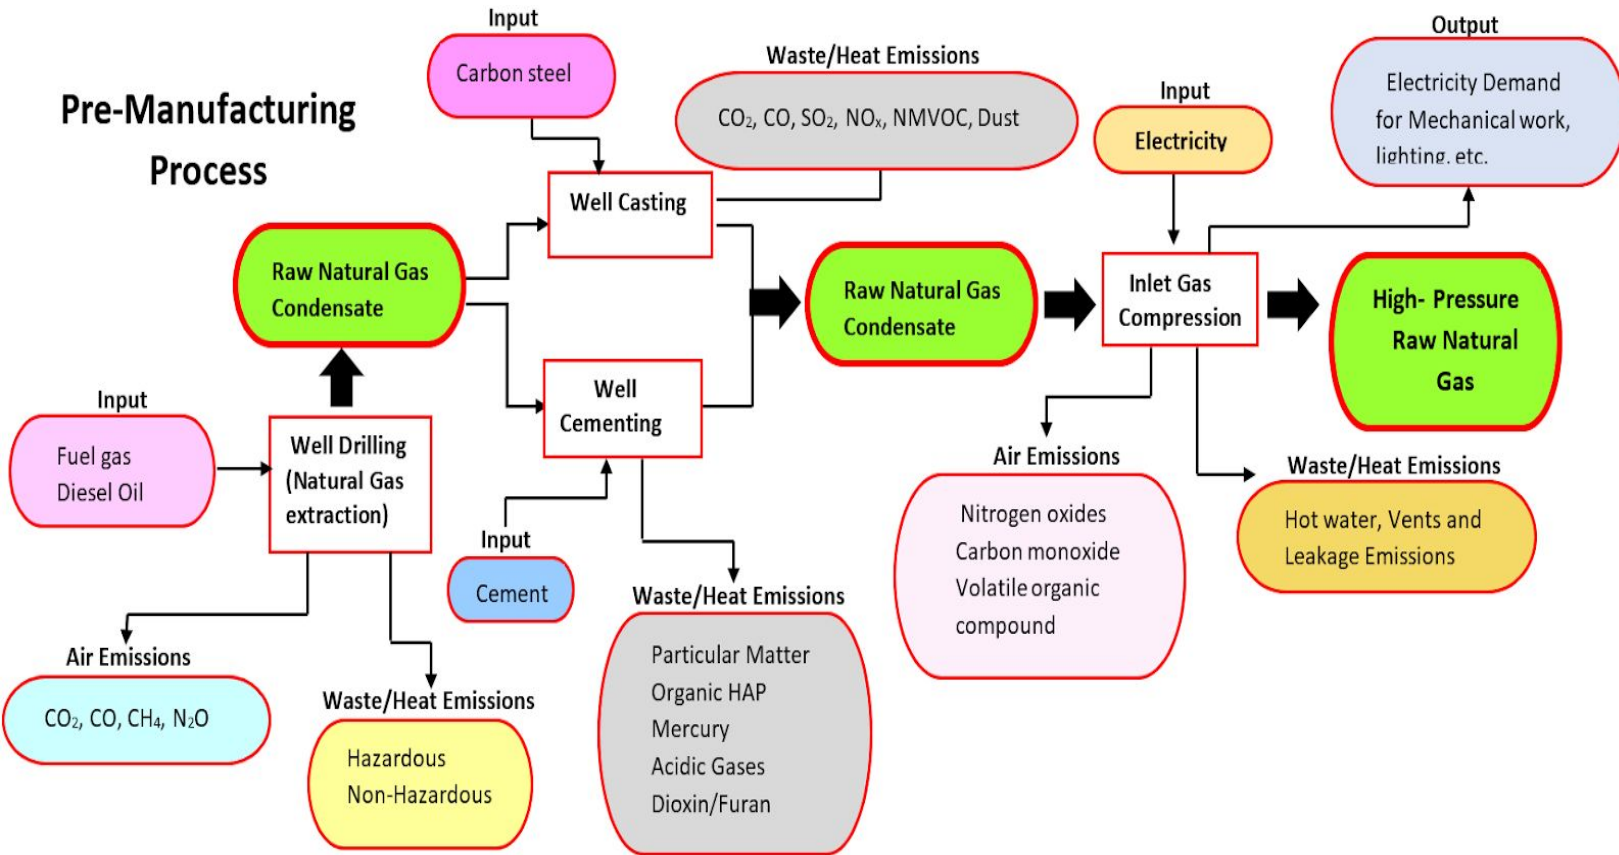 Pre-Manufacturing
Process
Input
Carbon steel
Waste/Heat Emissions
CO₂, CO, SO₂, NOₓ, NMVOC, Dust
Input
Electricity
Output
Electricity Demand
for Mechanical work,
lighting, etc.
Well Casting
Raw Natural Gas
Condensate
Raw Natural Gas
Condensate
Inlet Gas
Compression
High- Pressure
Raw Natural
Gas
Well
Cementing
Input
Fuel gas
Diesel Oil
Well Drilling
(Natural Gas
extraction)
Input
Cement
Air Emissions
Nitrogen oxides
Carbon monoxide
Volatile organic
compound
Waste/Heat Emissions
Hot water, Vents and
Leakage Emissions
Waste/Heat Emissions
Particular Matter
Organic HAP
Mercury
Acidic Gases
Dioxin/Furan
Air Emissions
CO₂, CO, CH₄, N₂O
Waste/Heat Emissions
Hazardous
Non-Hazardous